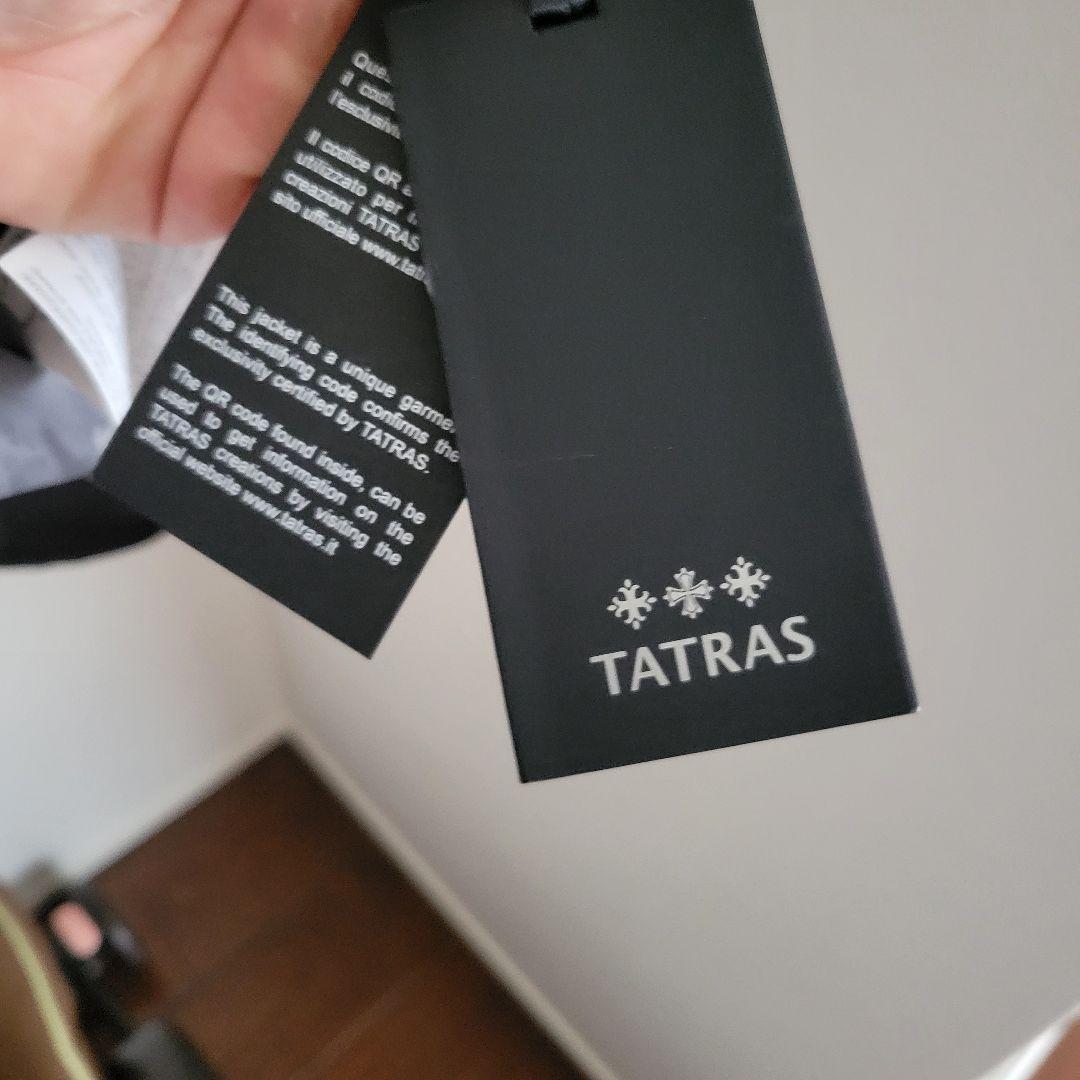 il
l'esclusiv
Il codice QR
utilizzato per
creazioni TATRAS
sito ufficiale www.tat
This jacket is a unique garme
The identifying code confirms the
exclusivity certified by TATRAS.
The QR code found inside, can be
used to get information on the
TATRAS creations by visiting the
official website www.tatras.it
TATRAS